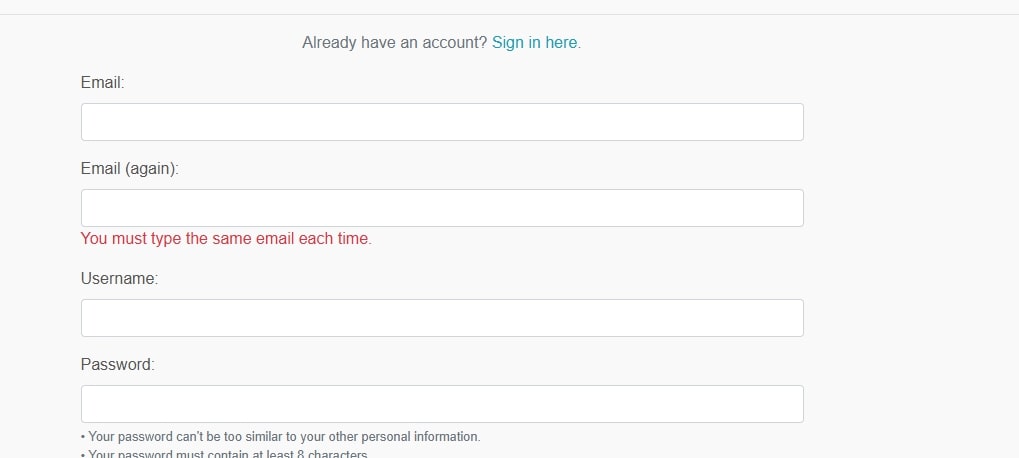 Already have an account? Sign in here.
Email:
Email (again):
You must type the same email each time.
Username:
Password:
• Your password can't be too similar to your other personal information.
• Your password must contain at least 8 characters.